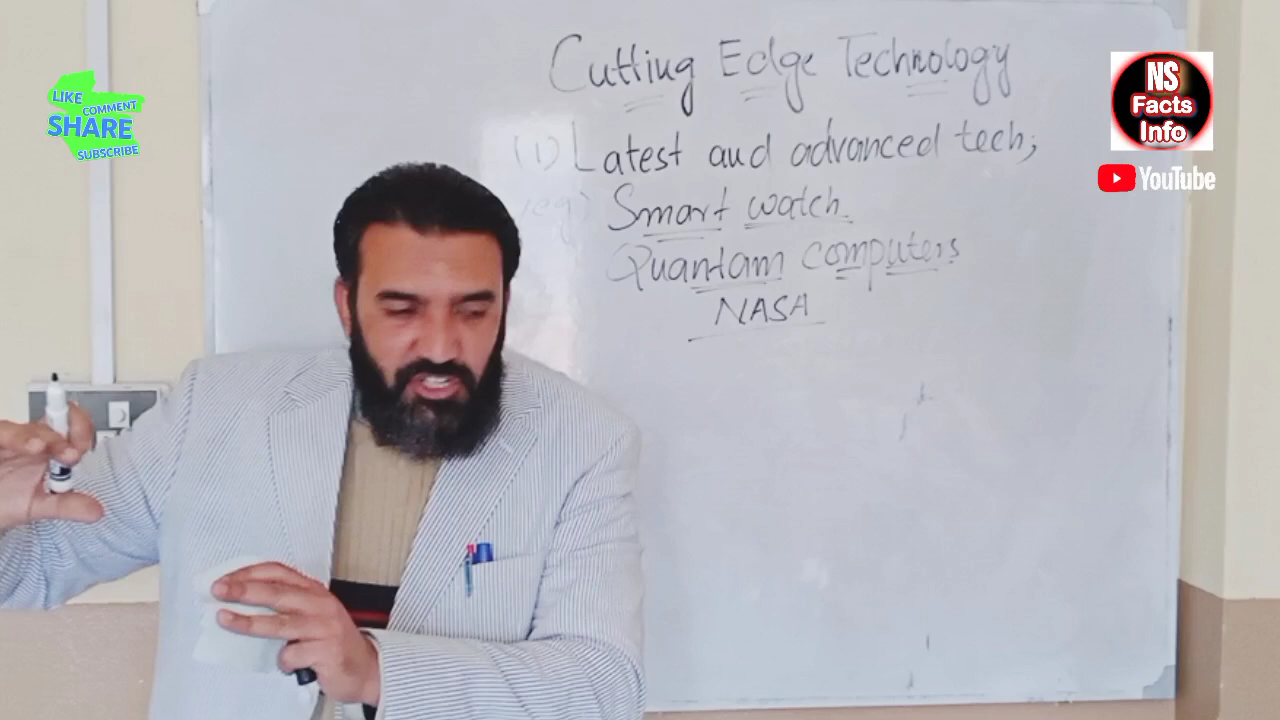 Cutting Edge Technology
(1) Latest and advanced tech;
(eg) Smart watch
Quantam computers
NASA
LIKE
COMMENT
SHARE
SUBSCRIBE
NS
Facts
Info
YouTube